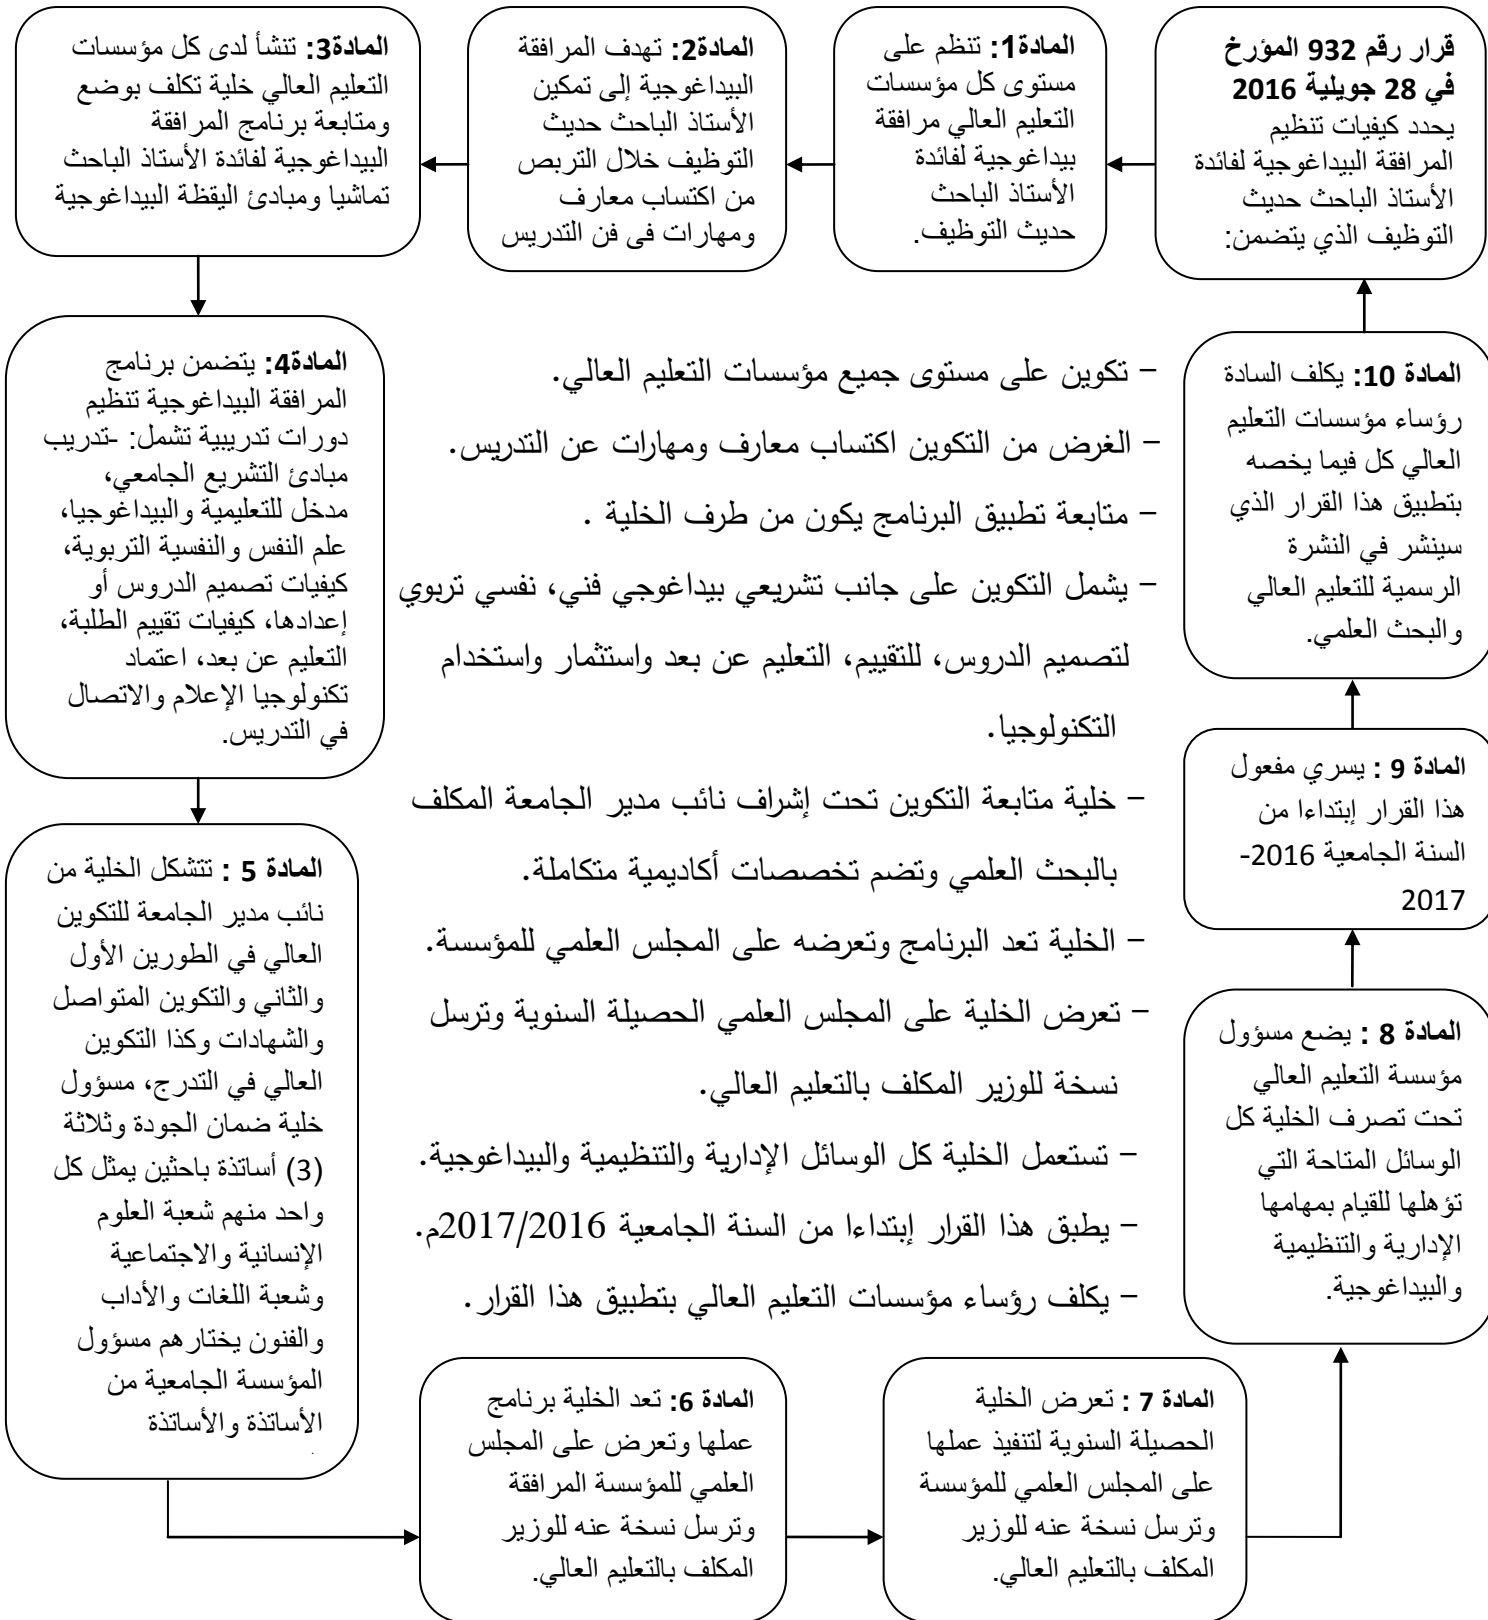 قرار رقم 932 المؤرخ
في 28 جويلية 2016
يحدد كيفيات تنظيم
المرافقة البيداغوجية لفائدة
الأستاذ الباحث حديث
التوظيف الذي يتضمن:
المادة1: تنظم على
مستوى كل مؤسسات
التعليم العالي مرافقة
بيداغوجية لفائدة
الأستاذ الباحث
حديث التوظيف.
المادة2: تهدف المرافقة
البيداغوجية إلى تمكين
الأستاذ الباحث حديث
التوظيف خلال التربص
من اكتساب معارف
ومهارات في فن التدريس
المادة3: تنشأ لدى كل مؤسسات
التعليم العالي خلية تكلف بوضع
ومتابعة برنامج المرافقة
البيداغوجية لفائدة الأستاذ الباحث
تماشيا ومبادئ اليقظة البيداغوجية
المادة4: يتضمن برنامج
المرافقة البيداغوجية تنظيم
دورات تدريبية تشمل: -تدريب
مبادئ التشريع الجامعي،
مدخل للتعليمية والبيداغوجيا،
علم النفس والنفسية التربوية،
كيفيات تصميم الدروس أو
إعدادها، كيفيات تقييم الطلبة،
التعليم عن بعد، اعتماد
تكنولوجيا الإعلام والاتصال
في التدريس.
المادة 5 : تتشكل الخلية من
نائب مدير الجامعة للتكوين
العالي في الطورين الأول
والثاني والتكوين المتواصل
والشهادات وكذا التكوين
العالي في التدرج، مسؤول
خلية ضمان الجودة وثلاثة
(3) أساتذة باحثين يمثل كل
واحد منهم شعبة العلوم
الإنسانية والاجتماعية
وشعبة اللغات والأداب
والفنون يختارهم مسؤول
المؤسسة الجامعية من
الأساتذة والأساتذة
المادة 6: تعد الخلية برنامج
عملها وتعرض على المجلس
العلمي للمؤسسة المرافقة
وترسل نسخة عنه للوزير
المكلف بالتعليم العالي.
المادة 7 : تعرض الخلية
الحصيلة السنوية لتنفيذ عملها
على المجلس العلمي للمؤسسة
وترسل نسخة عنه للوزير
المكلف بالتعليم العالي.
المادة 8 : يضع مسؤول
مؤسسة التعليم العالي
تحت تصرف الخلية كل
الوسائل المتاحة التي
تؤهلها للقيام بمهامها
الإدارية والتنظيمية
والبيداغوجية.
المادة 9 : يسري مفعول
هذا القرار إبتداءا من
السنة الجامعية 2016-
2017
المادة 10: يكلف السادة
رؤساء مؤسسات التعليم
العالي كل فيما يخصه
بتطبيق هذا القرار الذي
سينشر في النشرة
الرسمية للتعليم العالي
والبحث العلمي.
- تكوين على مستوى جميع مؤسسات التعليم العالي.
- الغرض من التكوين اكتساب معارف ومهارات عن التدريس.
- متابعة تطبيق البرنامج يكون من طرف الخلية .
- يشمل التكوين على جانب تشريعي بيداغوجي فني، نفسي تربوي
لتصميم الدروس، للتقييم، التعليم عن بعد واستثمار واستخدام
التكنولوجيا.
- خلية متابعة التكوين تحت إشراف نائب مدير الجامعة المكلف
بالبحث العلمي وتضم تخصصات أكاديمية متكاملة.
- الخلية تعد البرنامج وتعرضه على المجلس العلمي للمؤسسة.
- تعرض الخلية على المجلس العلمي الحصيلة السنوية وترسل
نسخة للوزير المكلف بالتعليم العالي.
- تستعمل الخلية كل الوسائل الإدارية والتنظيمية والبيداغوجية.
- يطبق هذا القرار إبتداءا من السنة الجامعية 2017/2016م.
- يكلف رؤساء مؤسسات التعليم العالي بتطبيق هذا القرار.